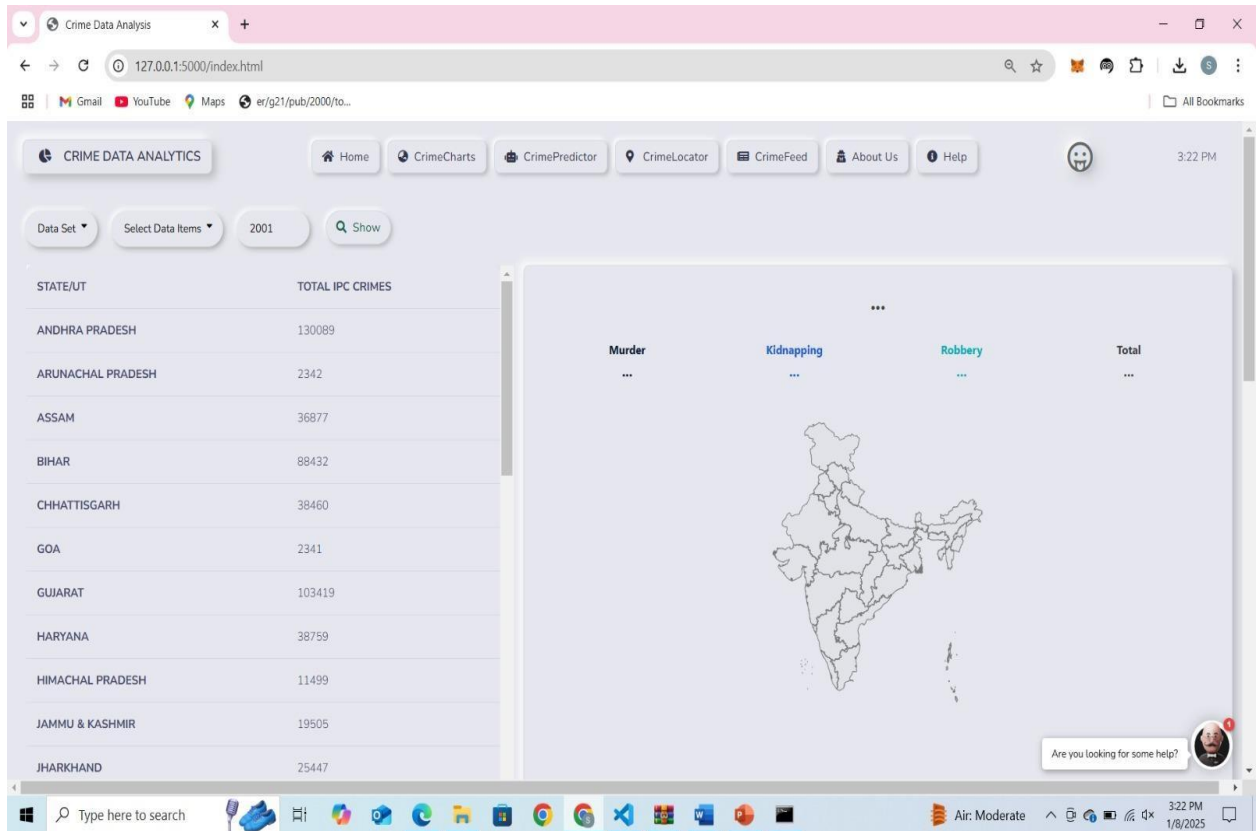 Crime Data Analysis
127.0.0.1:5000/index.html
Gmail YouTube Maps er/g21/pub/2000/to... All Bookmarks
CRIME DATA ANALYTICS Home CrimeCharts CrimePredictor CrimeLocator CrimeFeed About Us Help 3:22 PM
Data Set Select Data Items 2001 Show
STATE/UT TOTAL IPC CRIMES
ANDHRA PRADESH 130089
ARUNACHAL PRADESH 2342
ASSAM 36877
BIHAR 88432
CHHATTISGARH 38460
GOA 2341
GUJARAT 103419
HARYANA 38759
HIMACHAL PRADESH 11499
JAMMU & KASHMIR 19505
JHARKHAND 25447
...
Murder Kidnapping Robbery Total
... ... ... ...
Are you looking for some help? 1
Type here to search Air: Moderate 3:22 PM
1/8/2025